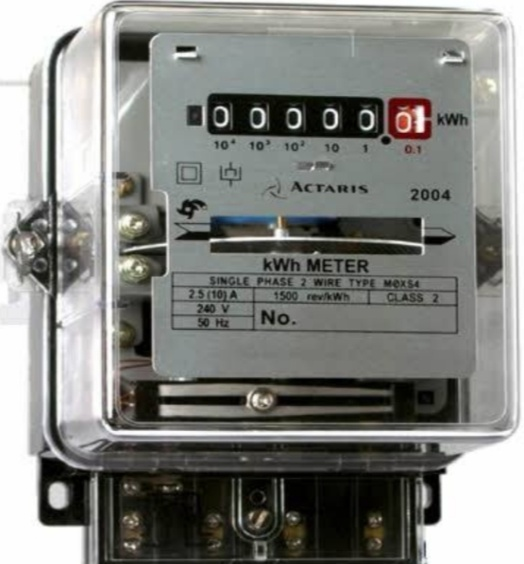 0 0 0 0 0 0 kWh
10⁴ 10³ 10² 10 1 0.1
ACTARIS
2004
kWh METER
SINGLE PHASE 2 WIRE TYPE MØXS4
2.5 (10) A 1500 rev/kWh CLASS 2
240 V
50 Hz
No.